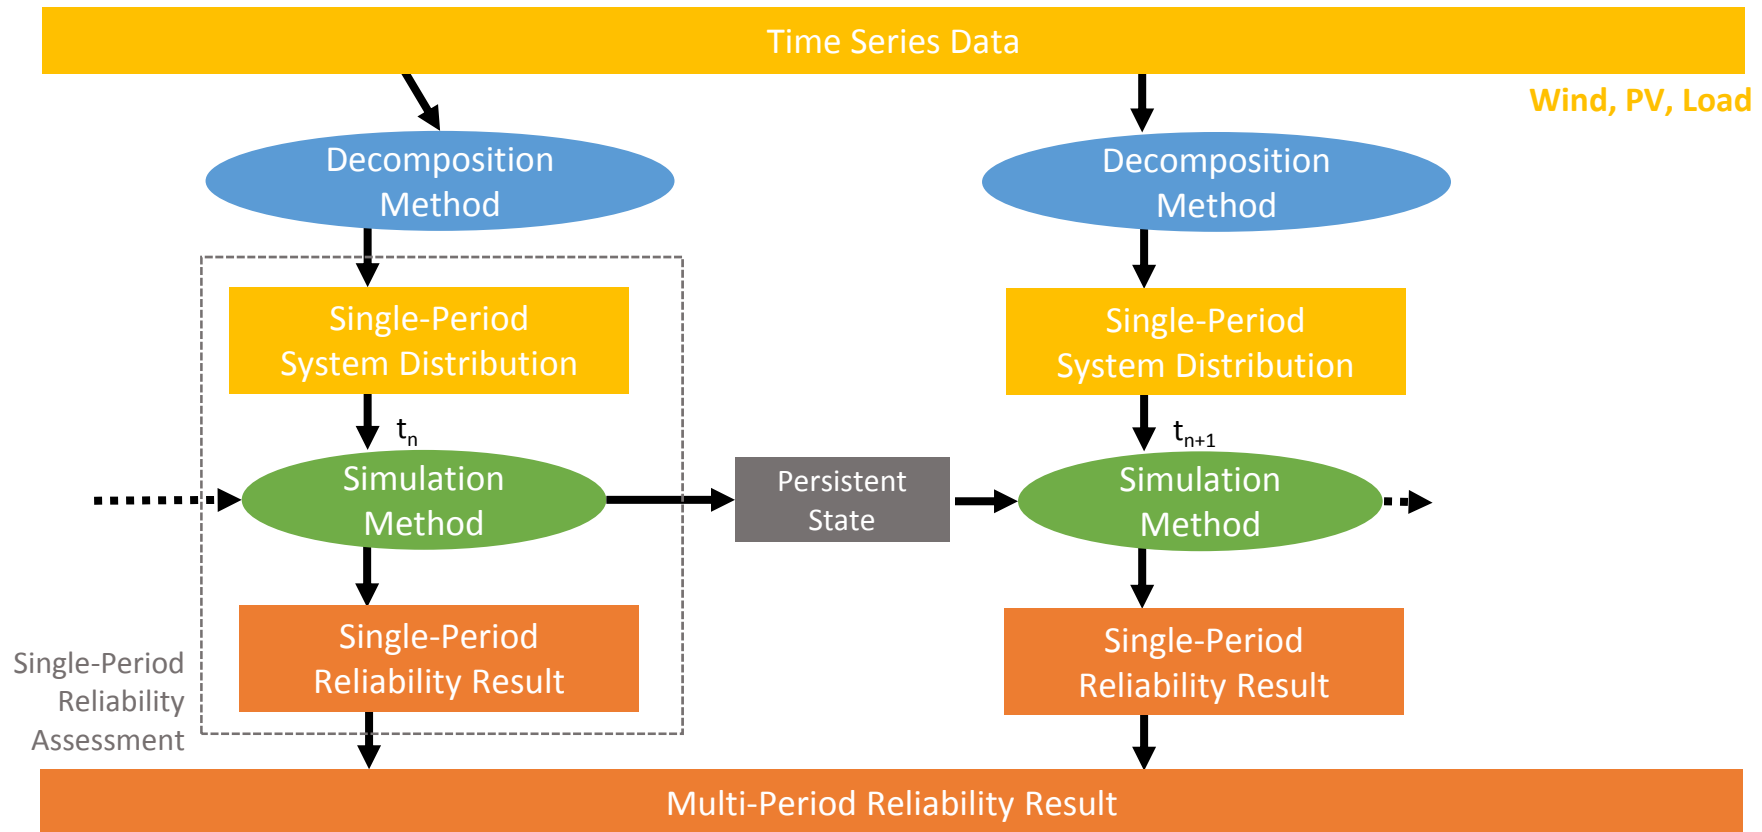 Time Series Data
Wind, PV, Load
Decomposition
Method
Decomposition
Method
Single-Period
System Distribution
Single-Period
System Distribution
tn
tn+1
Simulation
Method
Persistent
State
Simulation
Method
Single-Period
Reliability Result
Single-Period
Reliability Result
Single-Period
Reliability
Assessment
Multi-Period Reliability Result